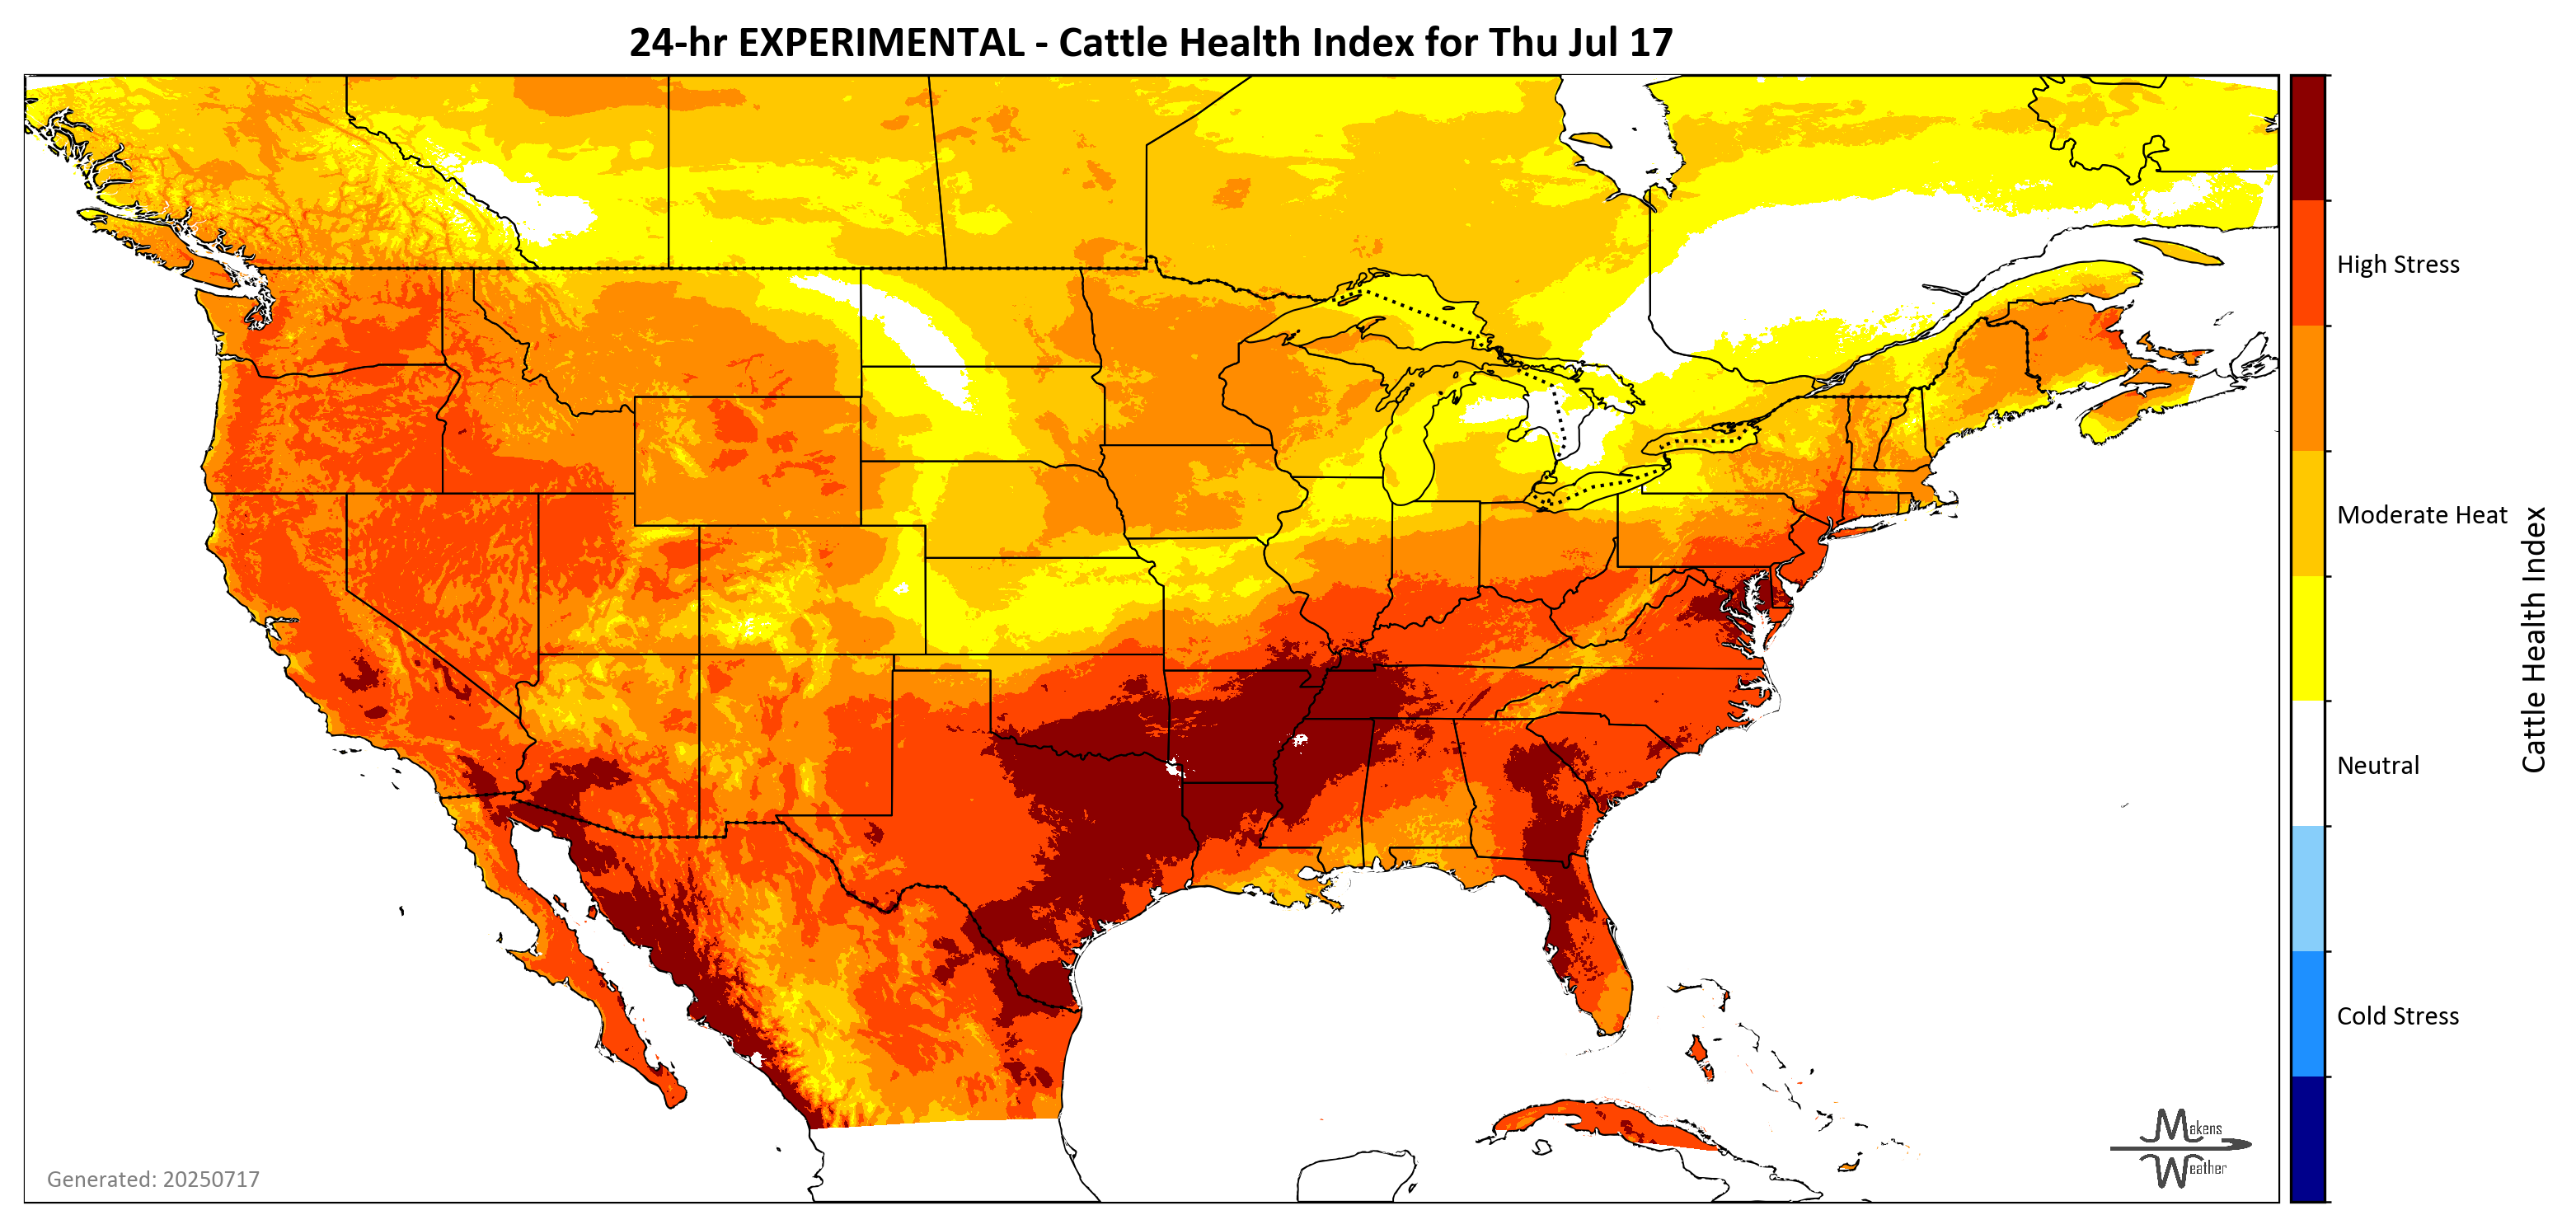 24-hr EXPERIMENTAL - Cattle Health Index for Thu Jul 17
High Stress
Moderate Heat
Neutral
Cold Stress
Cattle Health Index
Makens
Weather
Generated: 20250717